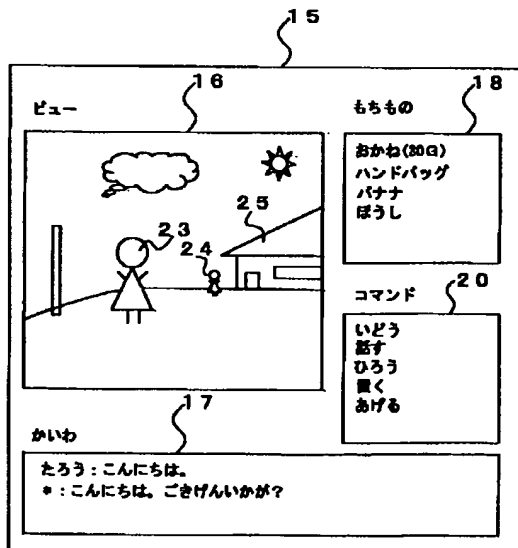 15
16
18
ビュー
もちもの
おかね(30G)
ハンドバッグ
バナナ
ぼうし
25
23
24
20
コマンド
いどう
話す
ひろう
置く
あげる
17
かいわ
たろう：こんにちは。
*：こんにちは。ごきげんいかが？